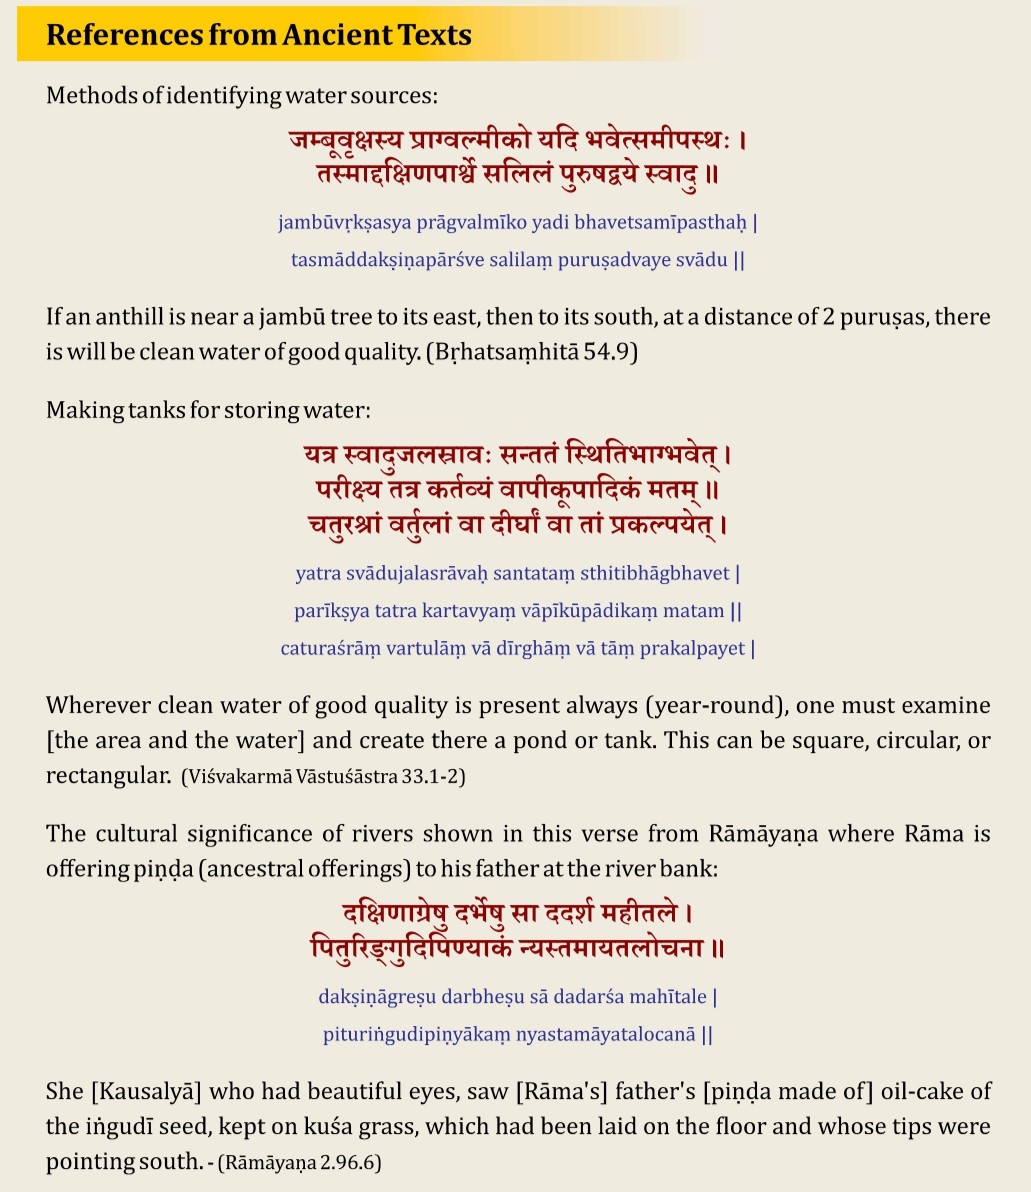 References from Ancient Texts
Methods of identifying water sources:
जम्बूवृक्षस्य प्राग्वल्मीको यदि भवेत्समीपस्थः ।
तस्माद्दक्षिणपार्श्वे सलिलं पुरुषद्वये स्वादु ॥
jambūvṛkṣasya prāgvalmīko yadi bhavetsamīpasthaḥ |
tasmāddakṣiṇapārśve salilaṃ puruṣadvaye svādu ||
If an anthill is near a jambū tree to its east, then to its south, at a distance of 2 puruṣas, there
is will be clean water of good quality. (Bṛhatsaṃhitā 54.9)
Making tanks for storing water:
यत्र स्वादुजलस्रावः सन्ततं स्थितिभाग्भवेत् ।
परीक्ष्य तत्र कर्तव्यं वापीकूपादिकं मतम् ॥
चतुरश्रां वर्तुलां वा दीर्घां वा तां प्रकल्पयेत् ।
yatra svādujalasrāvaḥ santataṃ sthitibhāgbhavet |
parīkṣya tatra kartavyaṃ vāpīkūpādikaṃ matam ||
caturaśrāṃ vartulāṃ vā dīrghāṃ vā tāṃ prakalpayet |
Wherever clean water of good quality is present always (year-round), one must examine
[the area and the water] and create there a pond or tank. This can be square, circular, or
rectangular. (Viśvakarmā Vāstuśāstra 33.1-2)
The cultural significance of rivers shown in this verse from Rāmāyaṇa where Rāma is
offering piṇḍa (ancestral offerings) to his father at the river bank:
दक्षिणाग्रेषु दर्भेषु सा ददर्श महीतले ।
पितुरिङ्गुदिपिण्याकं न्यस्तमायतलोचना ॥
dakṣiṇāgreṣu darbheṣu sā dadarśa mahītale |
pituriṅgudipiṇyākaṃ nyastamāyatalocanā ||
She [Kausalyā] who had beautiful eyes, saw [Rāma's] father's [piṇḍa made of] oil-cake of
the iṅgudī seed, kept on kuśa grass, which had been laid on the floor and whose tips were
pointing south. - (Rāmāyaṇa 2.96.6)